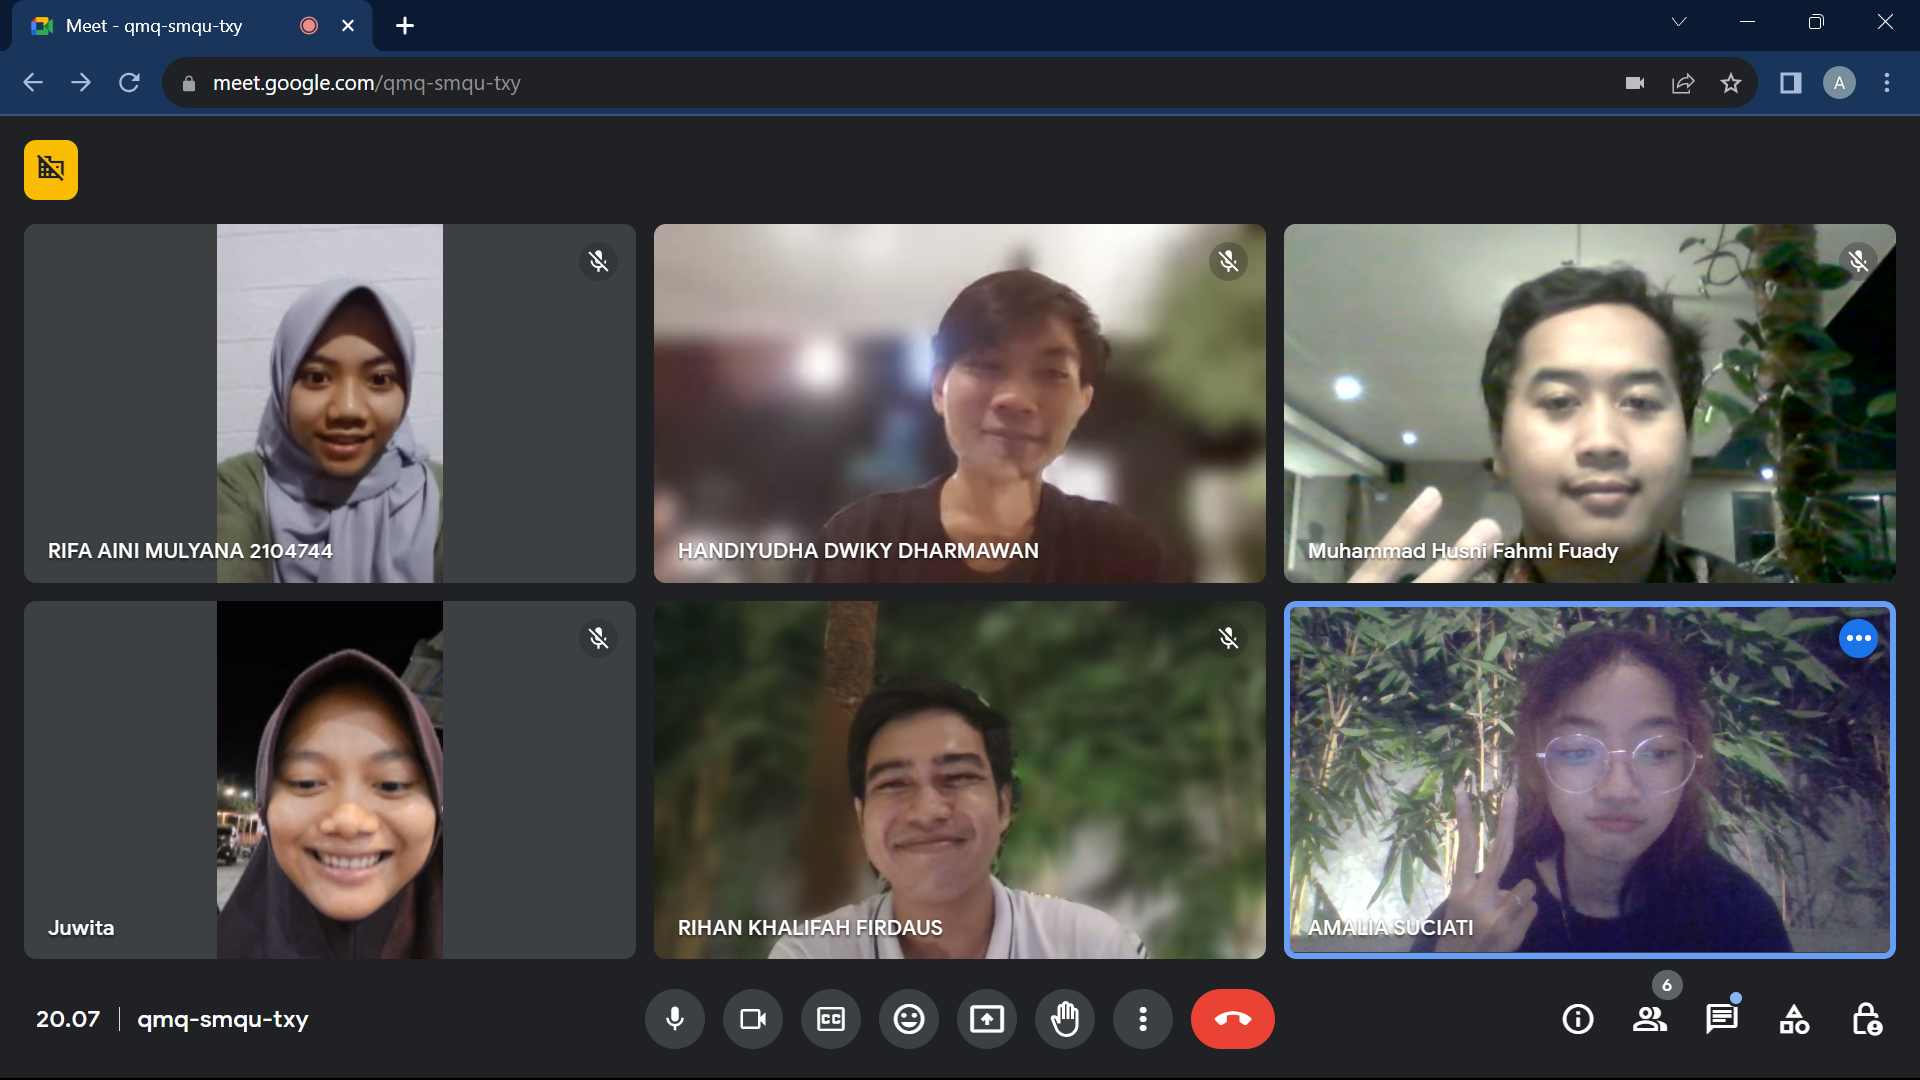 Meet - qmq-smqu-txy
meet.google.com/qmq-smqu-txy
A
RIFA AINI MULYANA 2104744
HANDIYUDHA DWIKY DHARMAWAN
Muhammad Husni Fahmi Fuady
Juwita
RIHAN KHALIFAH FIRDAUS
AMALIA SUCIATI
6
20.07 | qmq-smqu-txy
CC